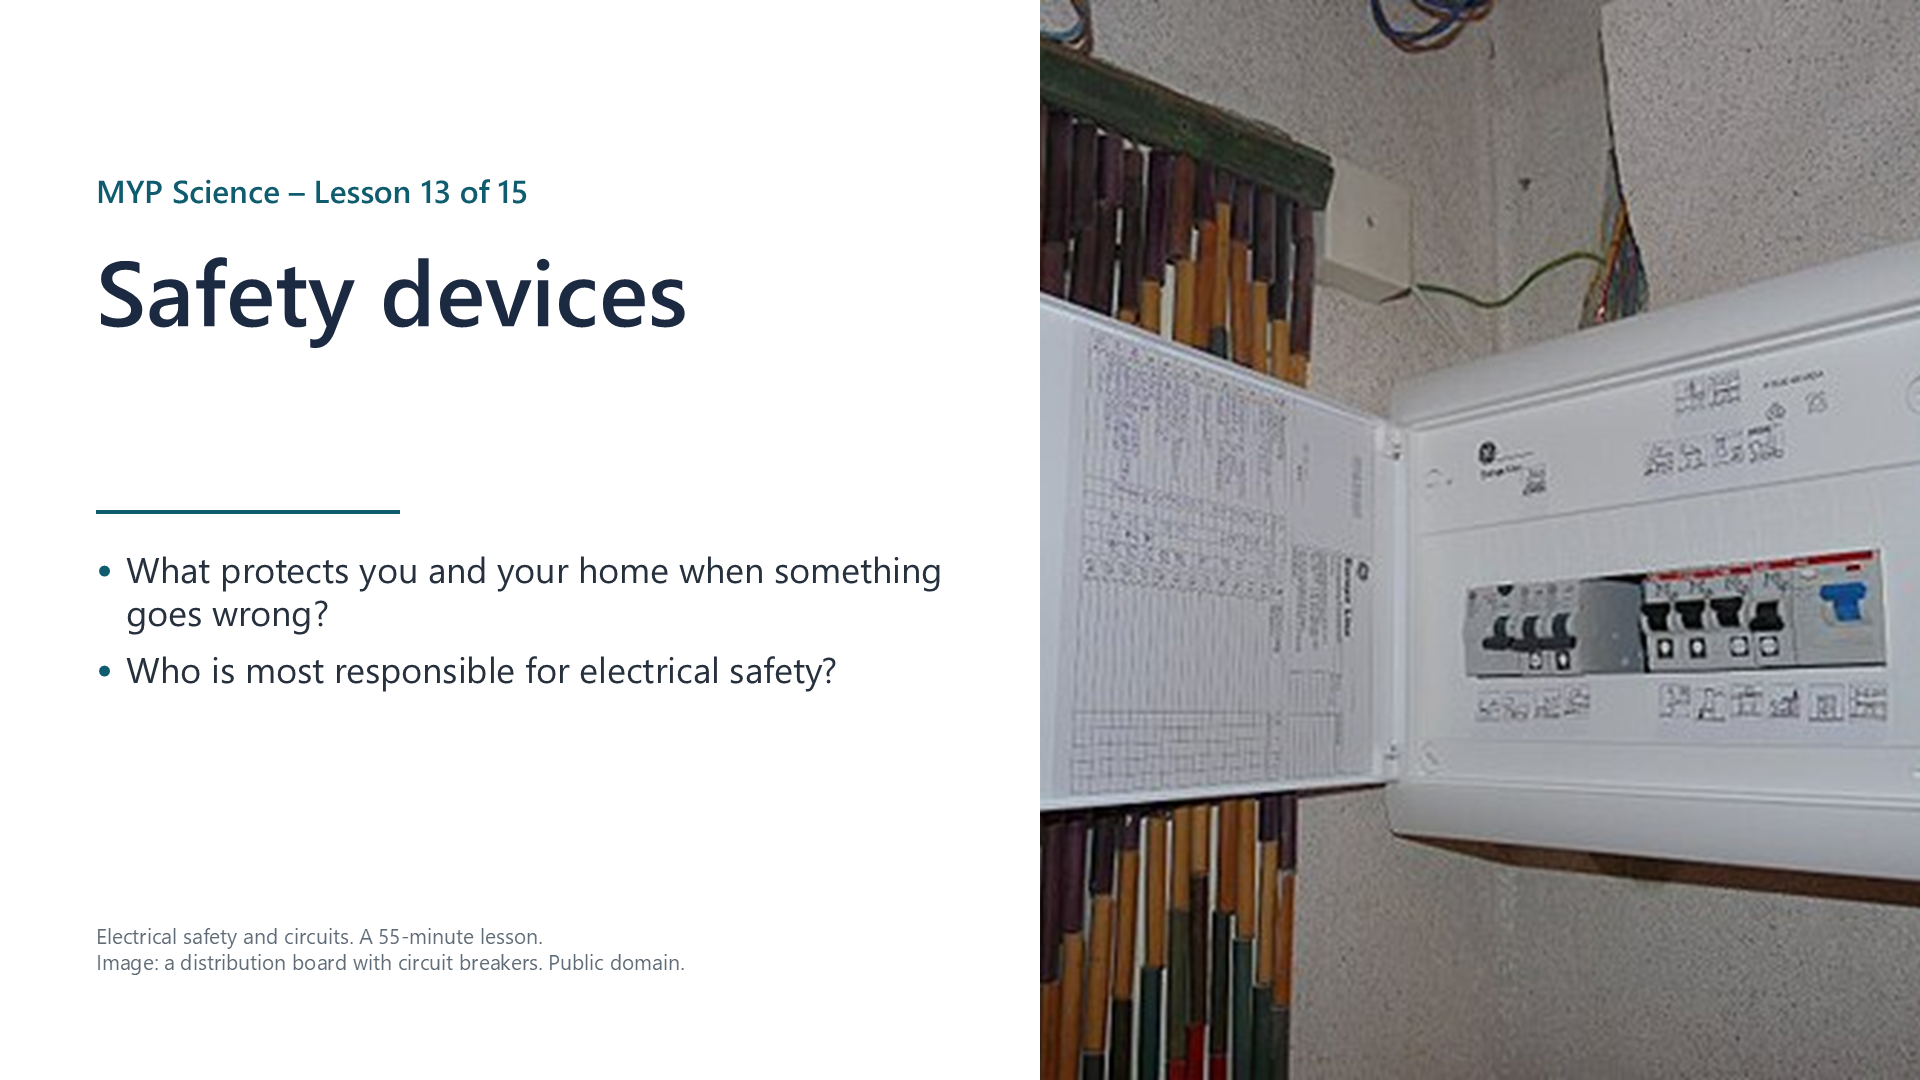 MYP Science – Lesson 13 of 15
Safety devices
• What protects you and your home when something
goes wrong?
• Who is most responsible for electrical safety?
Electrical safety and circuits. A 55-minute lesson.
Image: a distribution board with circuit breakers. Public domain.